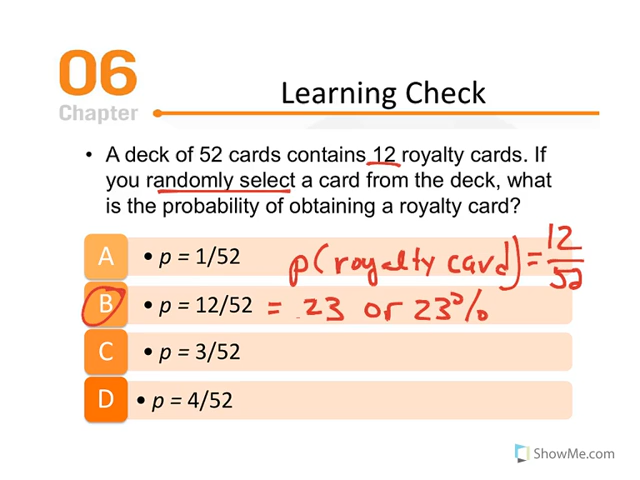 06
Chapter
Learning Check
• A deck of 52 cards contains 12 royalty cards. If
you randomly select a card from the deck, what
is the probability of obtaining a royalty card?
A • p = 1/52 p(royalty card) = 12/52
B • p = 12/52 = .23 or 23%
C • p = 3/52
D • p = 4/52
ShowMe.com